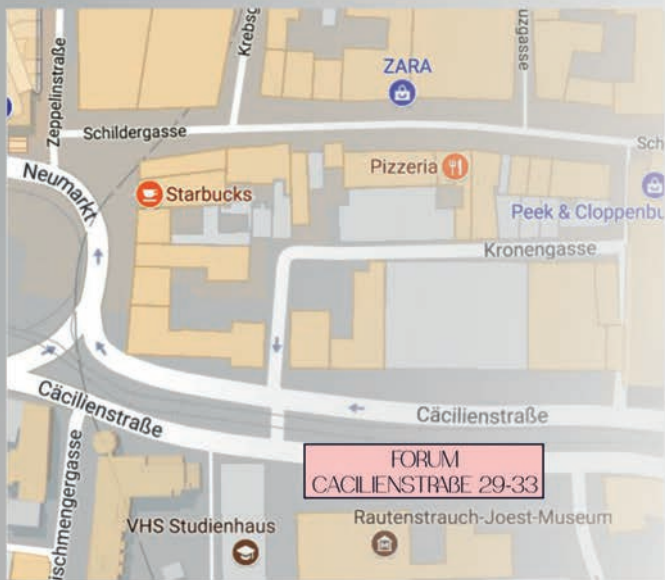 Krebsg
uzgasse
Zeppelinstraße
ZARA
Schildergasse
Sch
Neumarkt
Pizzeria
Starbucks
Peek & Cloppenbu
Kronengasse
Cäcilienstraße
Cäcilienstraße
FORUM
CACILIENSTRAßE 29-33
ischmengergasse
VHS Studienhaus
Rautenstrauch-Joest-Museum